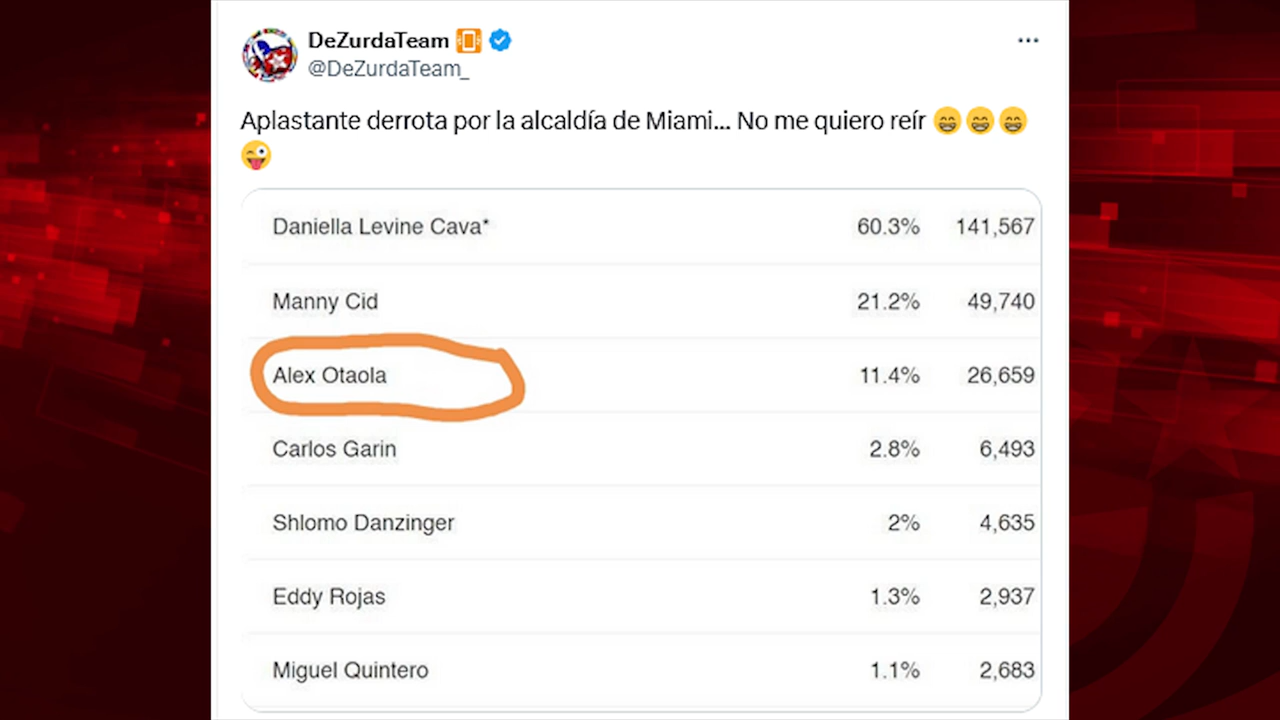 DeZurdaTeam
@DeZurdaTeam_
Aplastante derrota por la alcaldía de Miami... No me quiero reír 😁😁😁
😜
Daniella Levine Cava* 60.3% 141,567
Manny Cid 21.2% 49,740
Alex Otaola 11.4% 26,659
Carlos Garin 2.8% 6,493
Shlomo Danzinger 2% 4,635
Eddy Rojas 1.3% 2,937
Miguel Quintero 1.1% 2,683